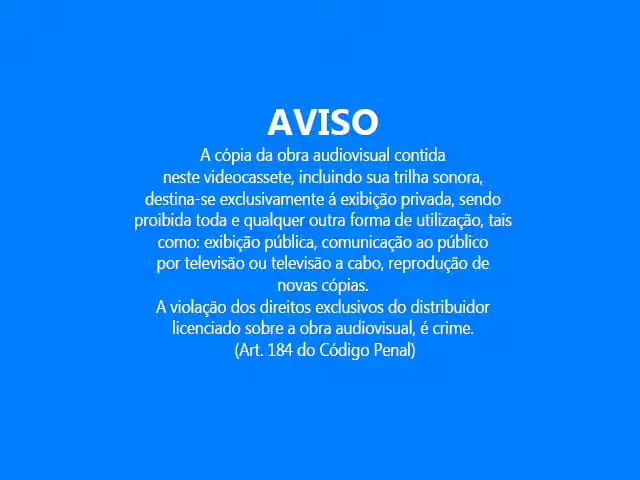 AVISO
A cópia da obra audiovisual contida
neste videocassete, incluindo sua trilha sonora,
destina-se exclusivamente á exibição privada, sendo
proibida toda e qualquer outra forma de utilização, tais
como: exibição pública, comunicação ao público
por televisão ou televisão a cabo, reprodução de
novas cópias.
A violação dos direitos exclusivos do distribuidor
licenciado sobre a obra audiovisual, é crime.
(Art. 184 do Código Penal)